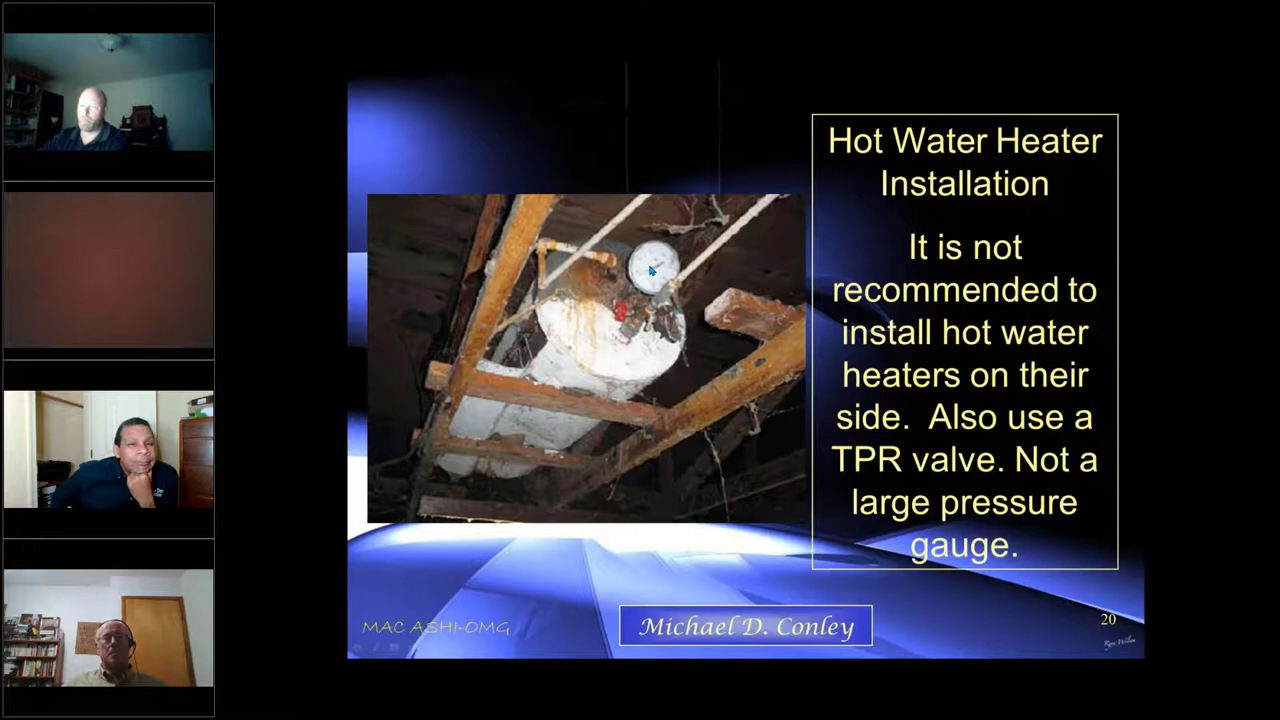 Hot Water Heater
Installation
It is not
recommended to
install hot water
heaters on their
side. Also use a
TPR valve. Not a
large pressure
gauge.
MAC ASHI-OMG
Michael D. Conley
20